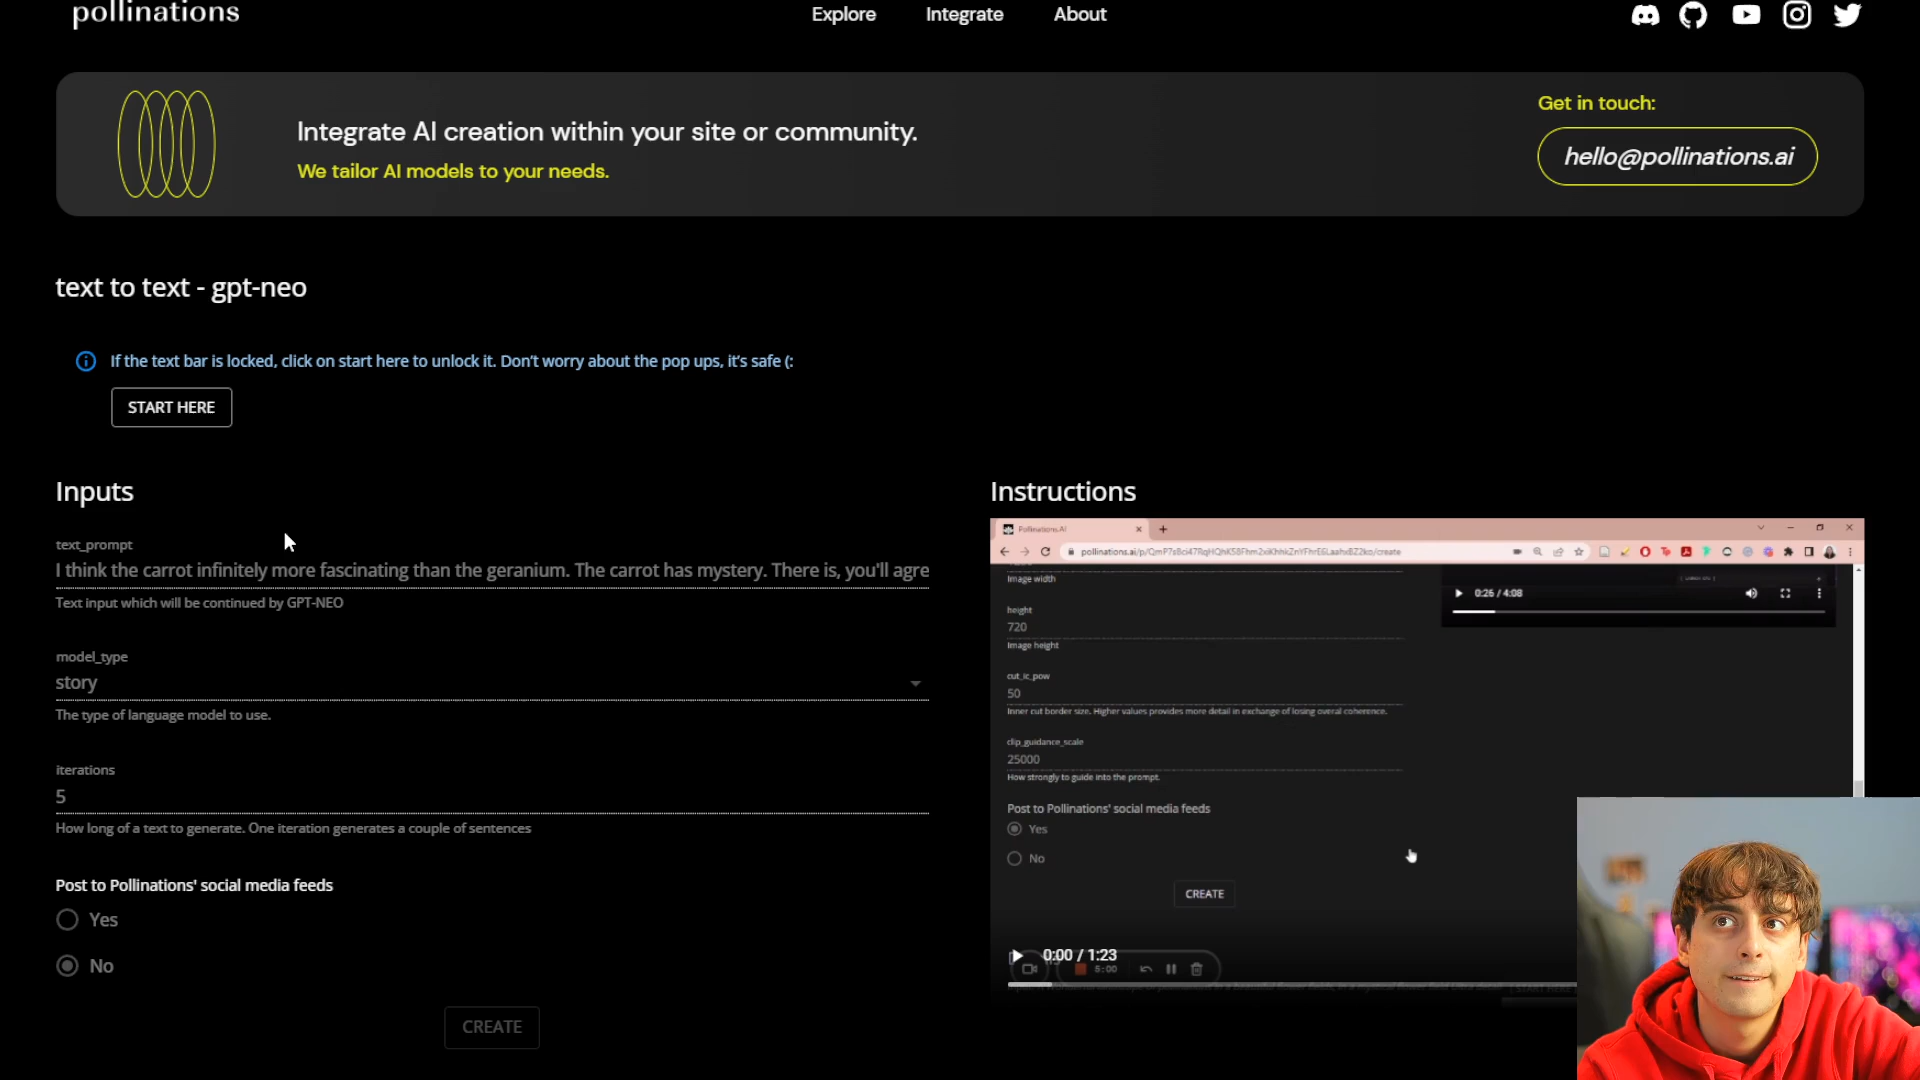 pollinations
Explore
Integrate
About
Integrate AI creation within your site or community.
We tailor AI models to your needs.
Get in touch:
hello@pollinations.ai
text to text - gpt-neo
If the text bar is locked, click on start here to unlock it. Don't worry about the pop ups, it's safe (:
START HERE
Inputs
text_prompt
I think the carrot infinitely more fascinating than the geranium. The carrot has mystery. There is, you'll agre
Text input which will be continued by GPT-NEO
model_type
story
The type of language model to use.
iterations
5
How long of a text to generate. One iteration generates a couple of sentences
Post to Pollinations' social media feeds
Yes
No
CREATE
Instructions
Pollinations.AI
Image width
0:26 / 4:08
height
720
Image height
cut_ic_pow
50
Inner cut border size. Higher values provides more detail in exchange of losing overal coherence.
clip_guidance_scale
25000
How strongly to guide into the prompt.
Post to Pollinations' social media feeds
Yes
No
CREATE
0:00 / 1:23
5:00